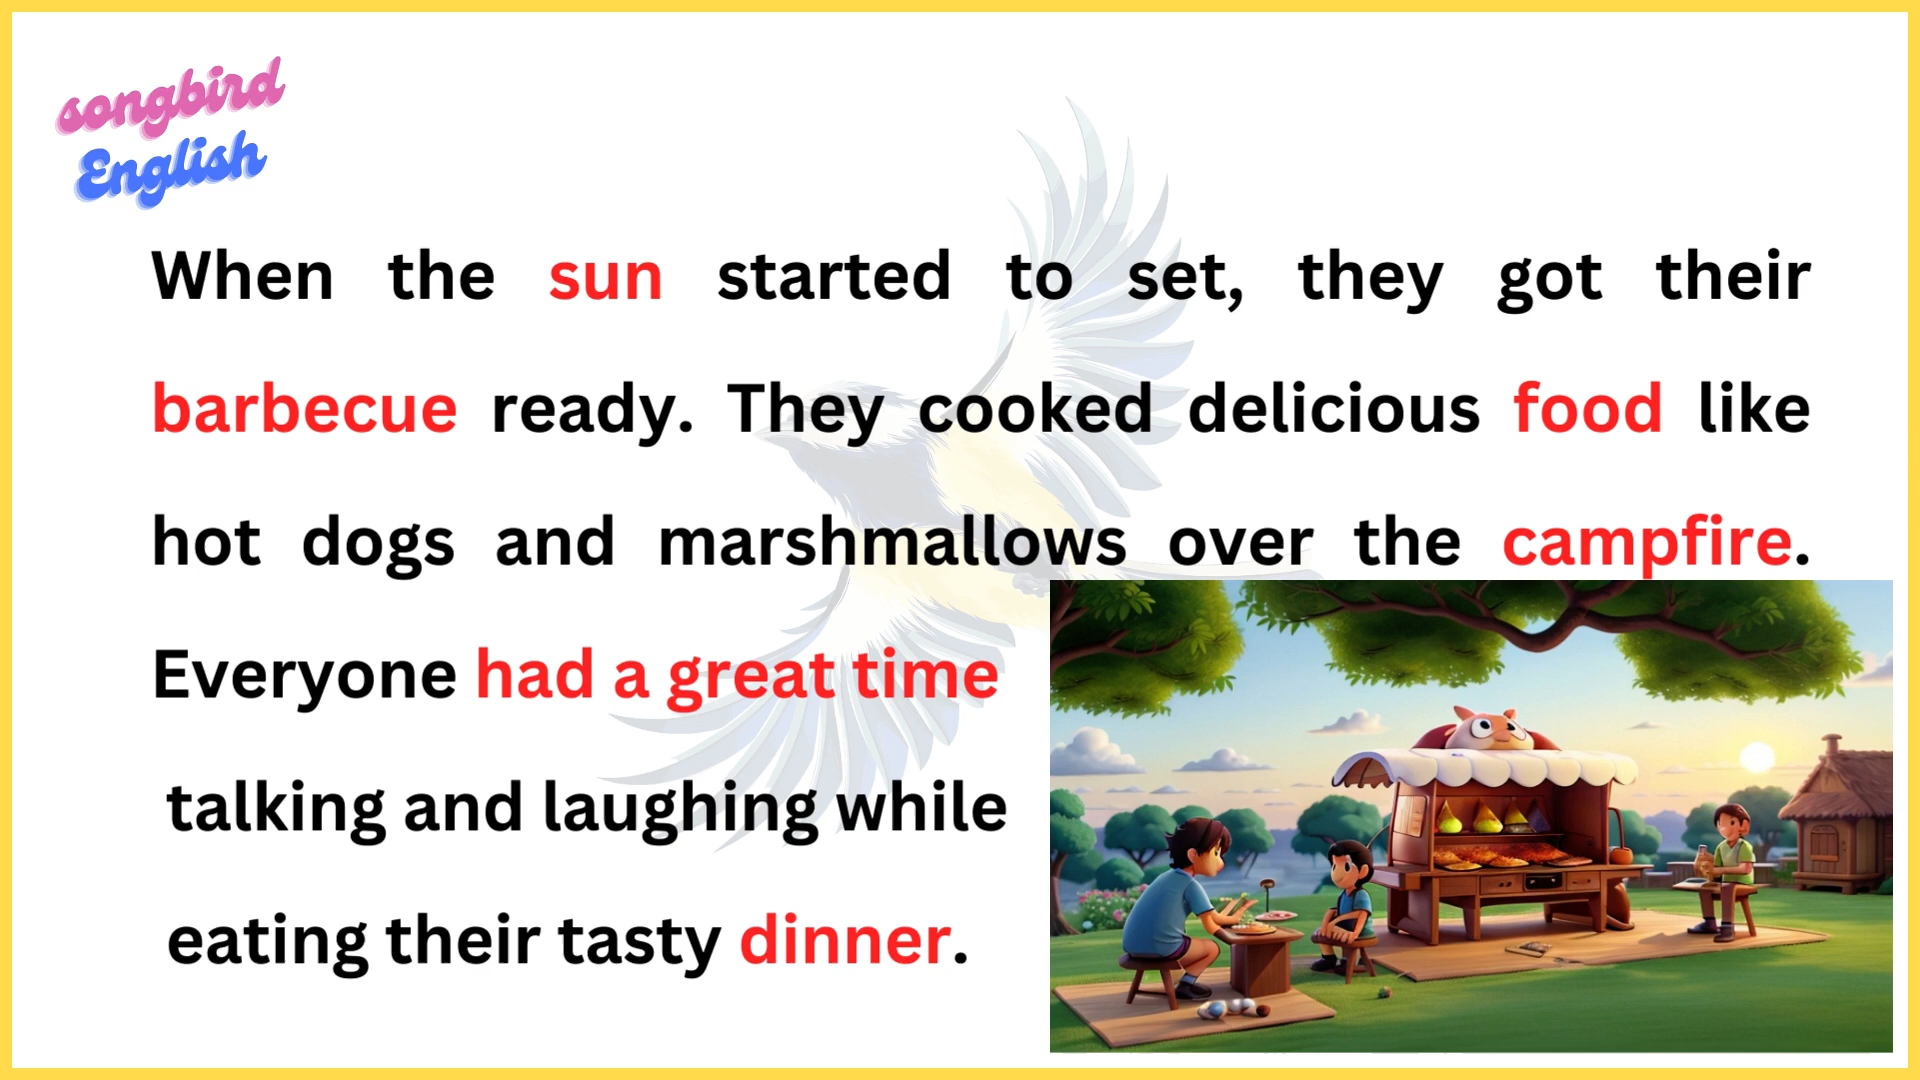 songbird
English
When the sun started to set, they got their
barbecue ready. They cooked delicious food like
hot dogs and marshmallows over the campfire.
Everyone had a great time
talking and laughing while
eating their tasty dinner.